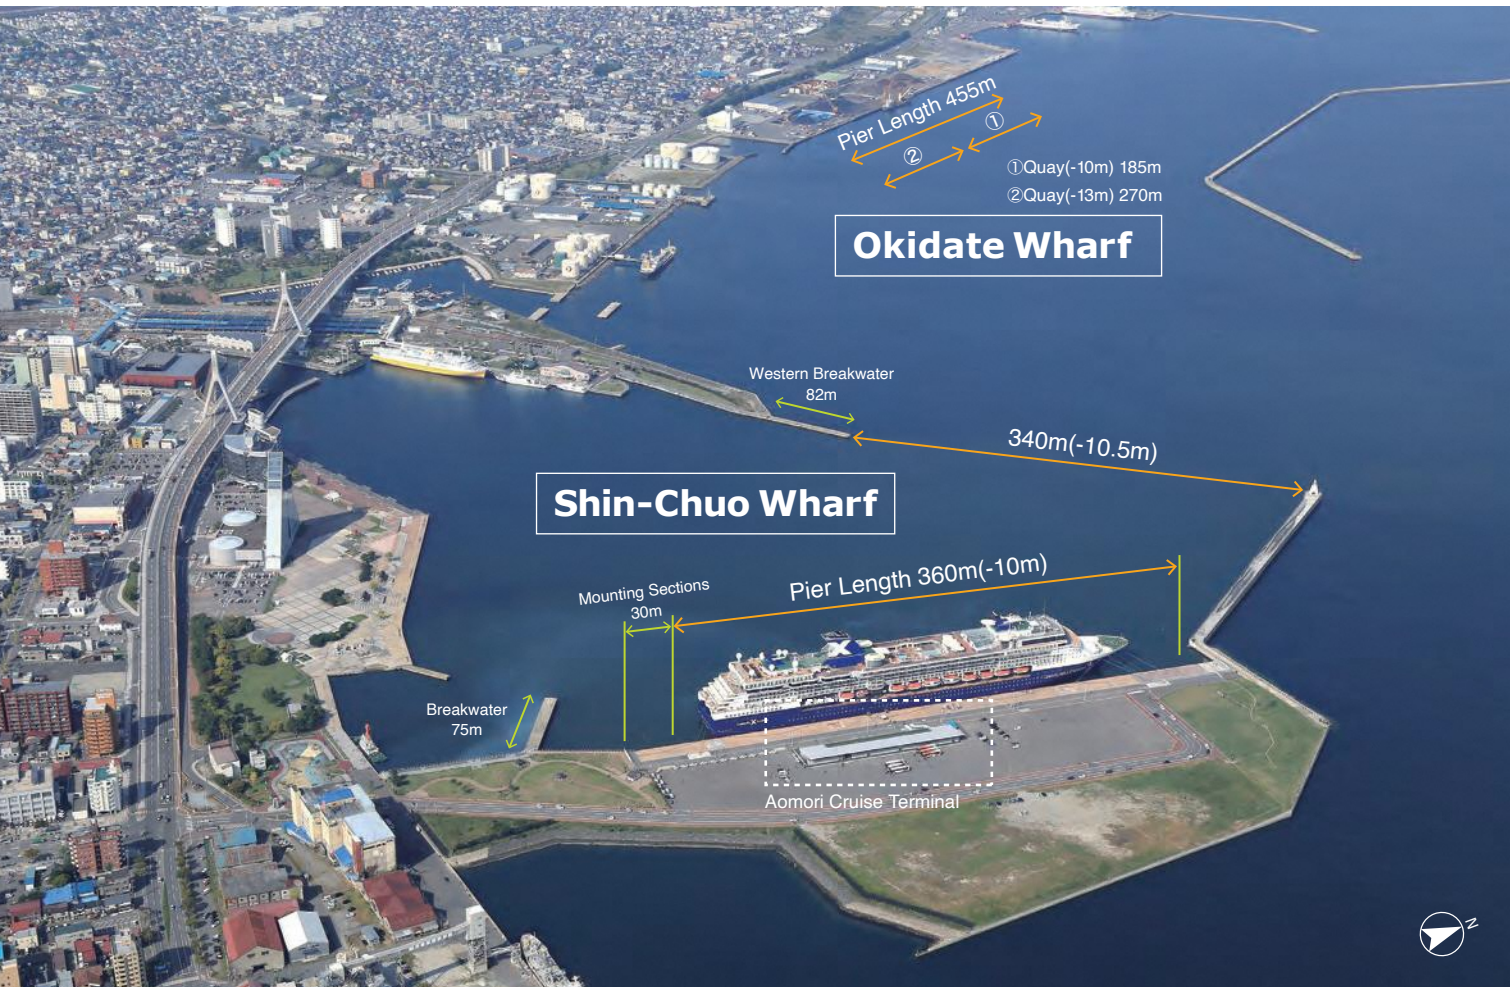 Pier Length 455m
①
②
①Quay(-10m) 185m
②Quay(-13m) 270m
Okidate Wharf
Western Breakwater
82m
340m(-10.5m)
Shin-Chuo Wharf
Pier Length 360m(-10m)
Mounting Sections
30m
Breakwater
75m
X
Aomori Cruise Terminal
N